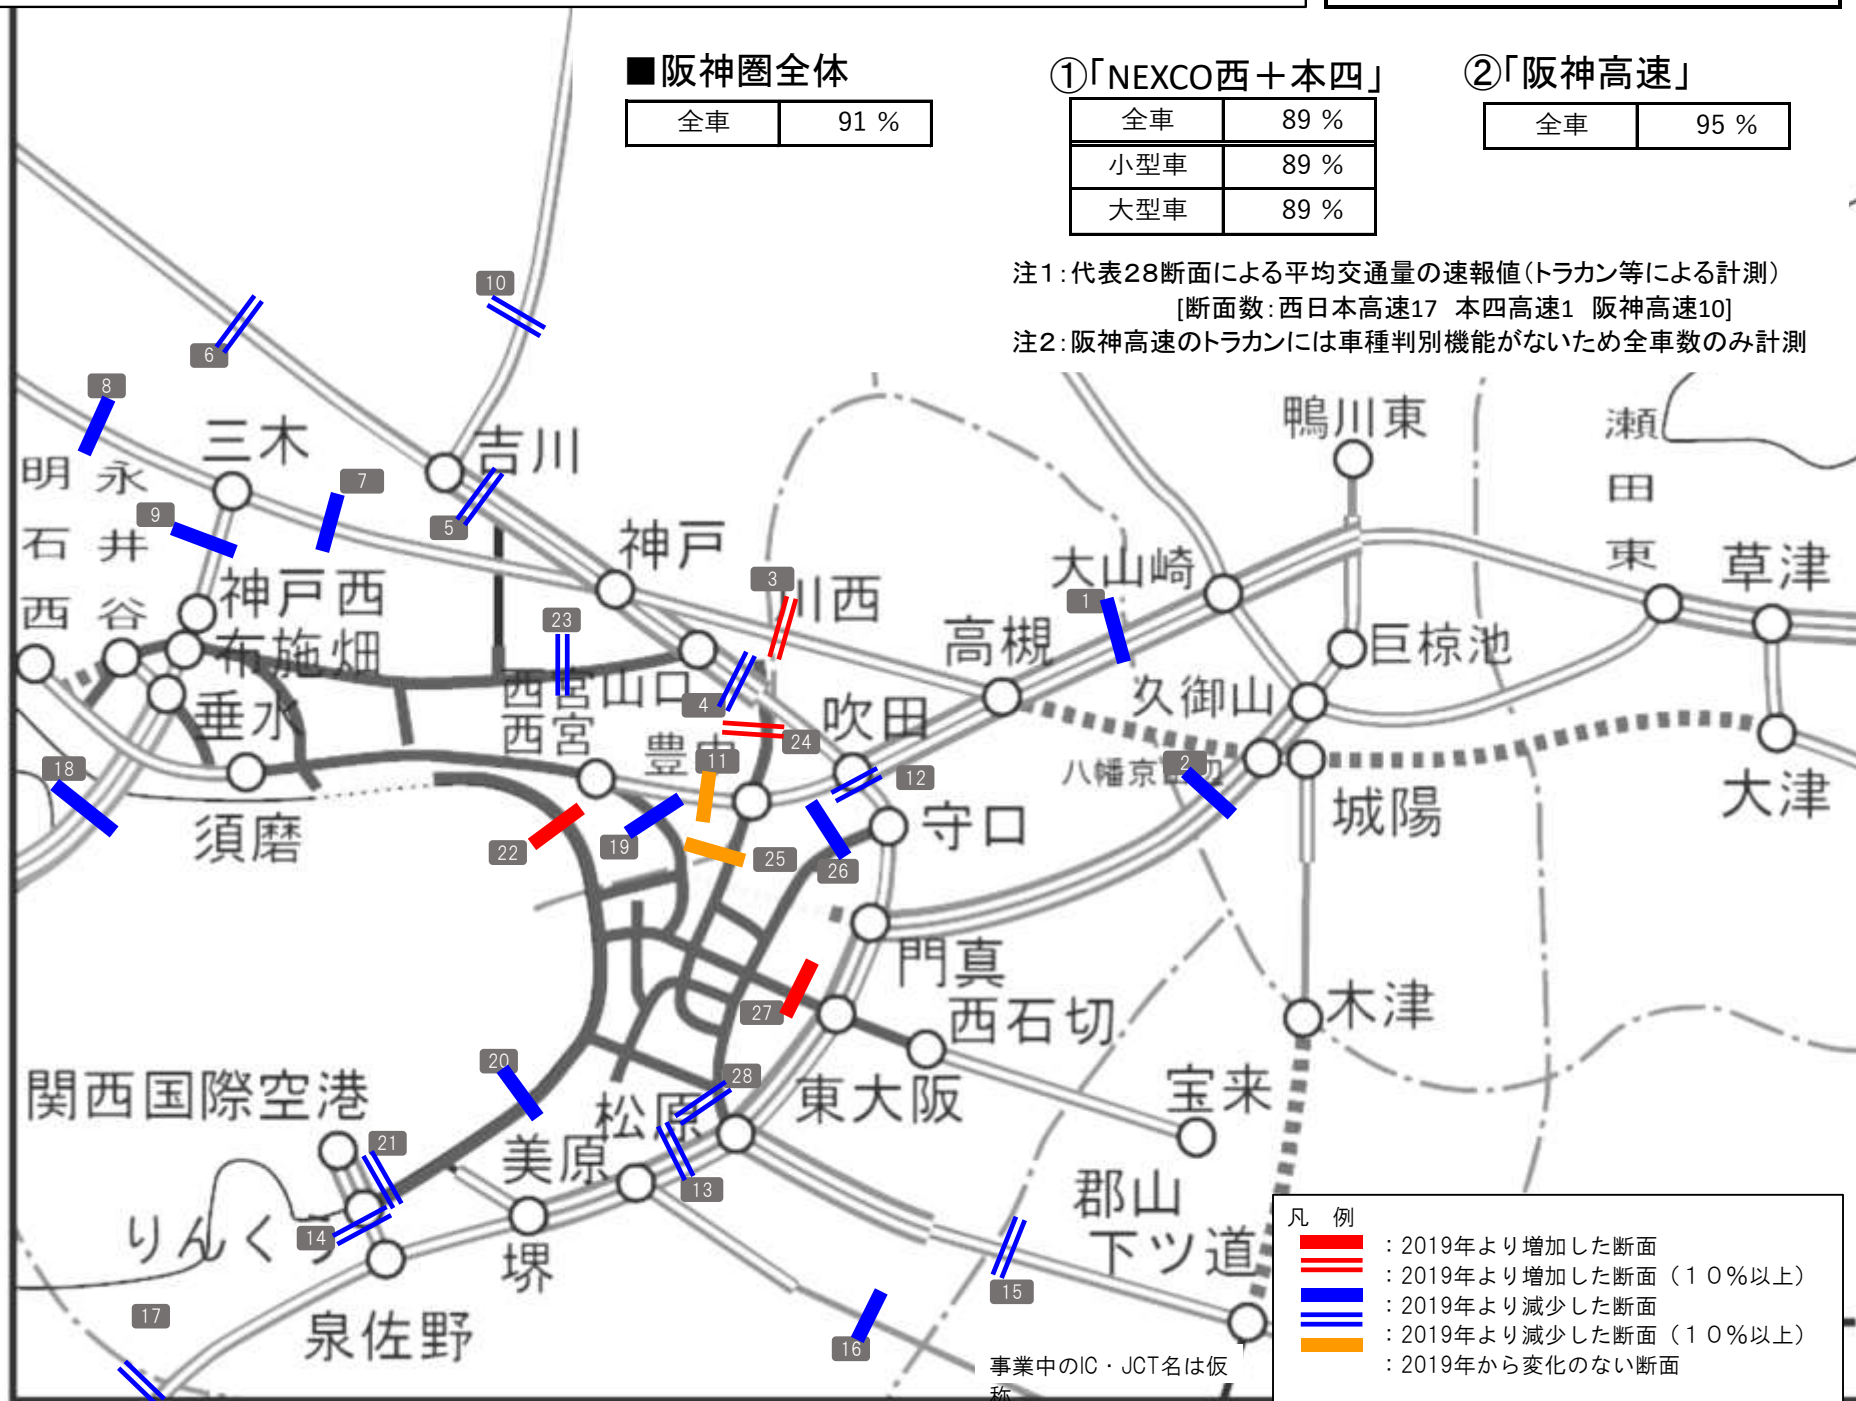 ■阪神圏全体
全車 91 %
①「NEXCO西＋本四」
全車 89 %
小型車 89 %
大型車 89 %
②「阪神高速」
全車 95 %
注1：代表28断面による平均交通量の速報値（トラカン等による計測）
[断面数：西日本高速17 本四高速1 阪神高速10]
注2：阪神高速のトラカンには車種判別機能がないため全車数のみ計測
10
6
8
三木
吉川
鴨川東
瀬田東
明石西
永井谷
7
9
5
神戸
大山崎
草津
神戸西
3
川西
1
布施畑
23
高槻
巨椋池
西宮山口
4
久御山
垂水
西宮
吹田
24
豊中
11
12
八幡京田辺
2
18
城陽
大津
須磨
22
19
守口
25
26
門真
27
西石切
木津
20
28
関西国際空港
松原
東大阪
宝来
21
美原
13
郡山下ツ道
りんくう
14
堺
15
17
泉佐野
16
事業中のIC・JCT名は仮
称
凡 例
：2019年より増加した断面
：2019年より増加した断面（１０％以上）
：2019年より減少した断面
：2019年より減少した断面（１０％以上）
：2019年から変化のない断面